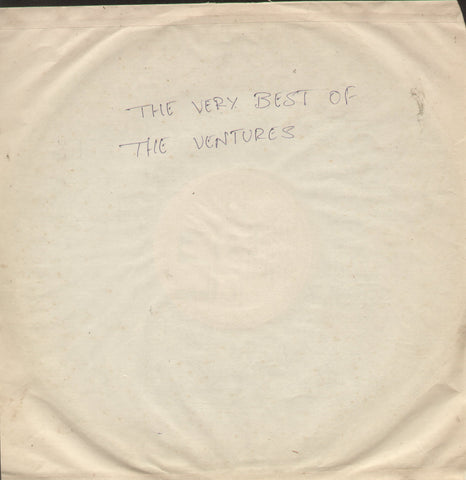 THE VERY BEST OF
THE VENTURES